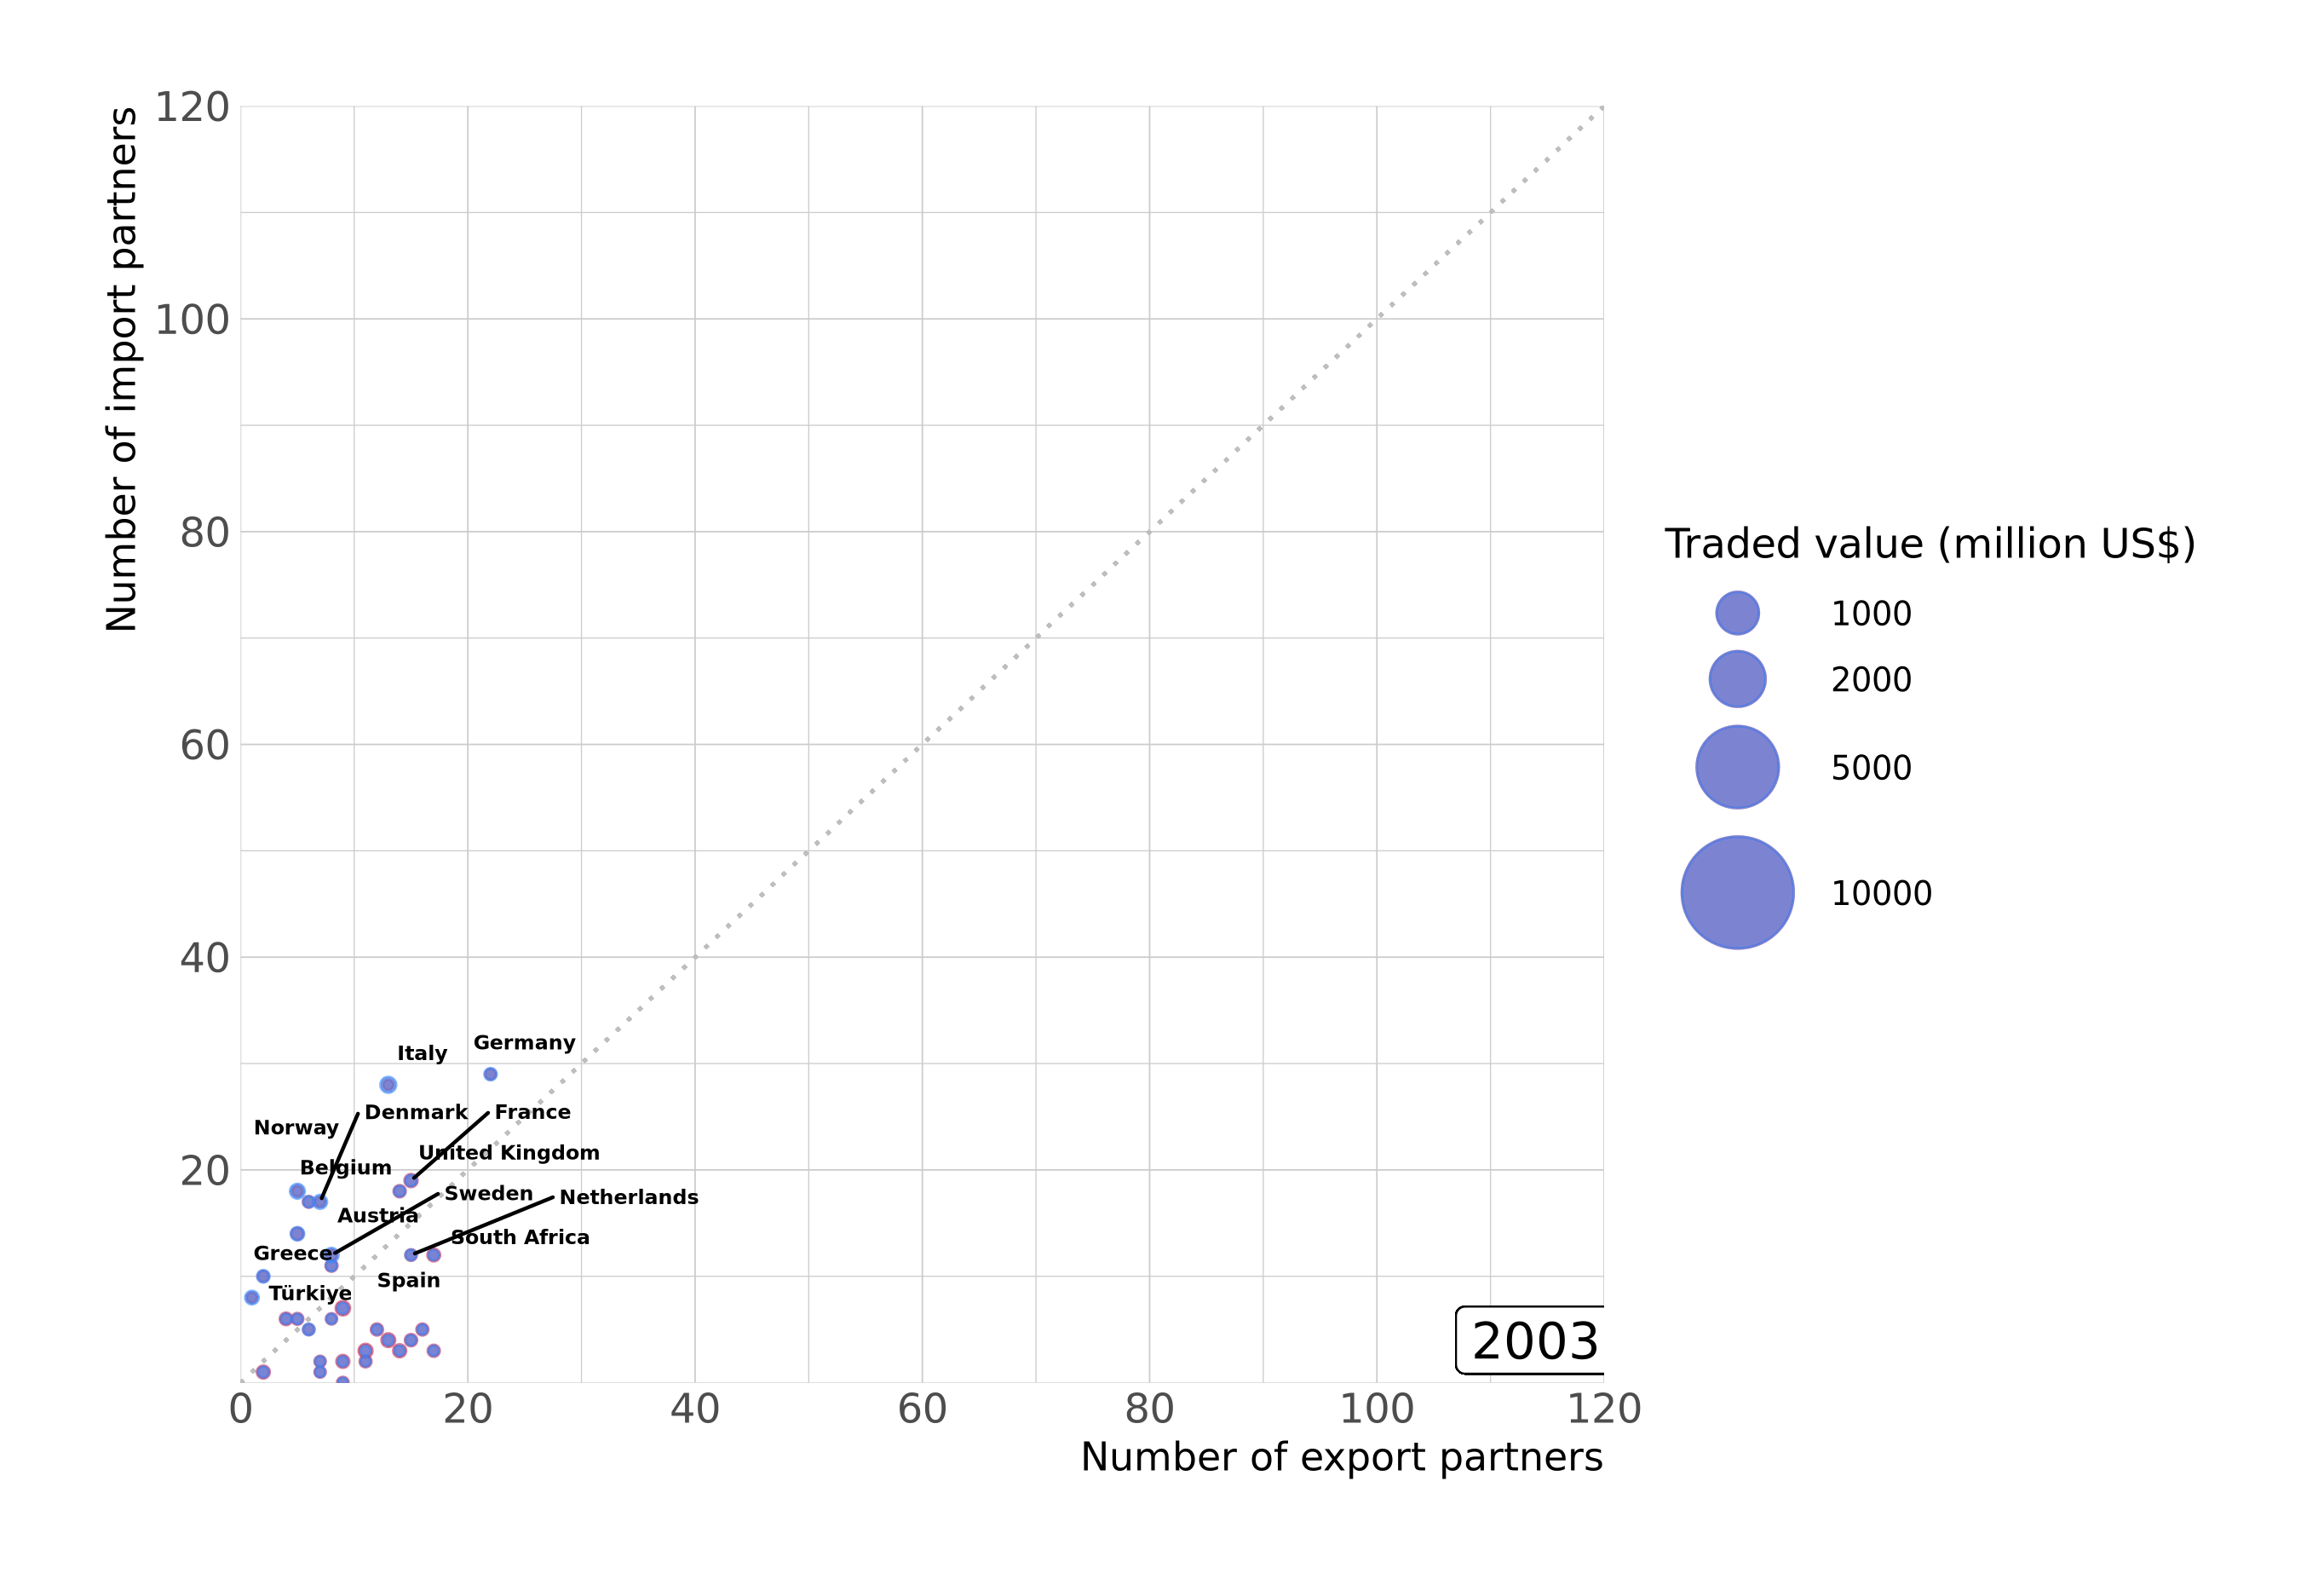 120
100
80
60
40
20
Number of import partners
Italy
Germany
Norway
Denmark
France
Belgium
United Kingdom
Sweden
Netherlands
Austria
South Africa
Greece
Spain
Türkiye
2003
0
20
40
60
80
100
120
Number of export partners
Traded value (million US$)
1000
2000
5000
10000